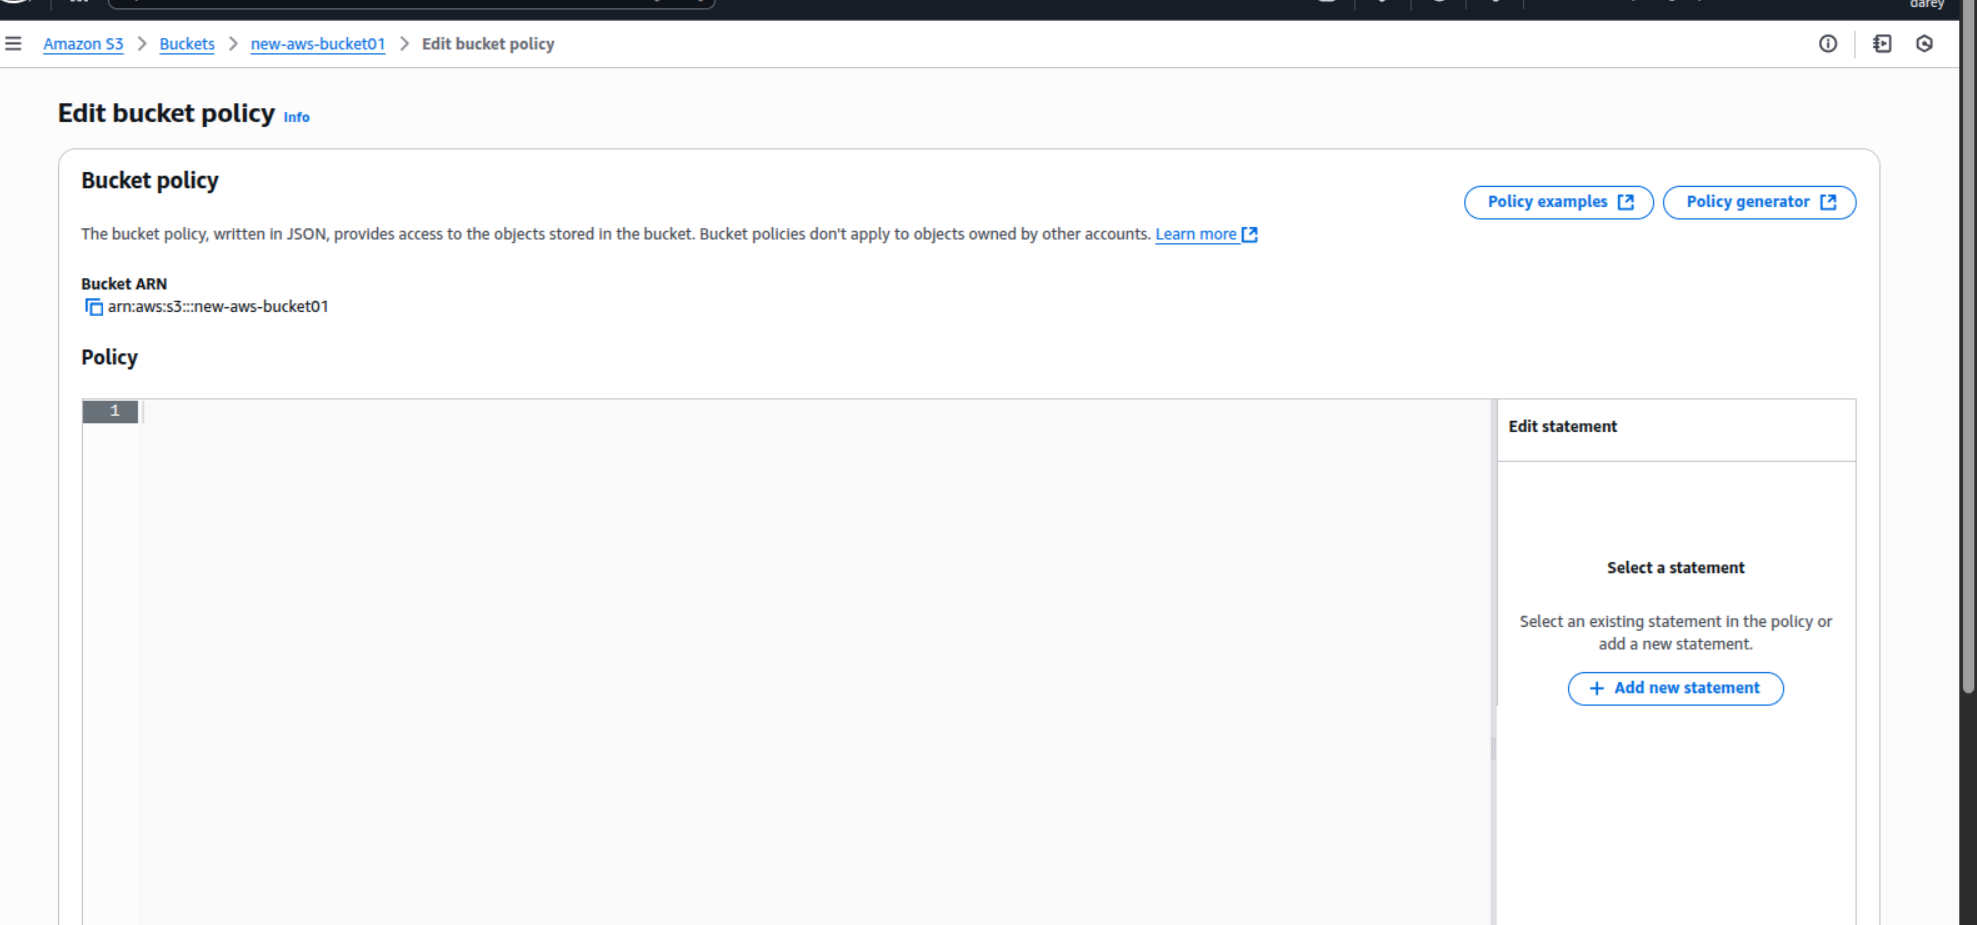 darey
Amazon S3 > Buckets > new-aws-bucket01 > Edit bucket policy
Edit bucket policy Info
Bucket policy
Policy examples
Policy generator
The bucket policy, written in JSON, provides access to the objects stored in the bucket. Bucket policies don't apply to objects owned by other accounts. Learn more
Bucket ARN
arn:aws:s3:::new-aws-bucket01
Policy
1
Edit statement
Select a statement
Select an existing statement in the policy or
add a new statement.
+ Add new statement